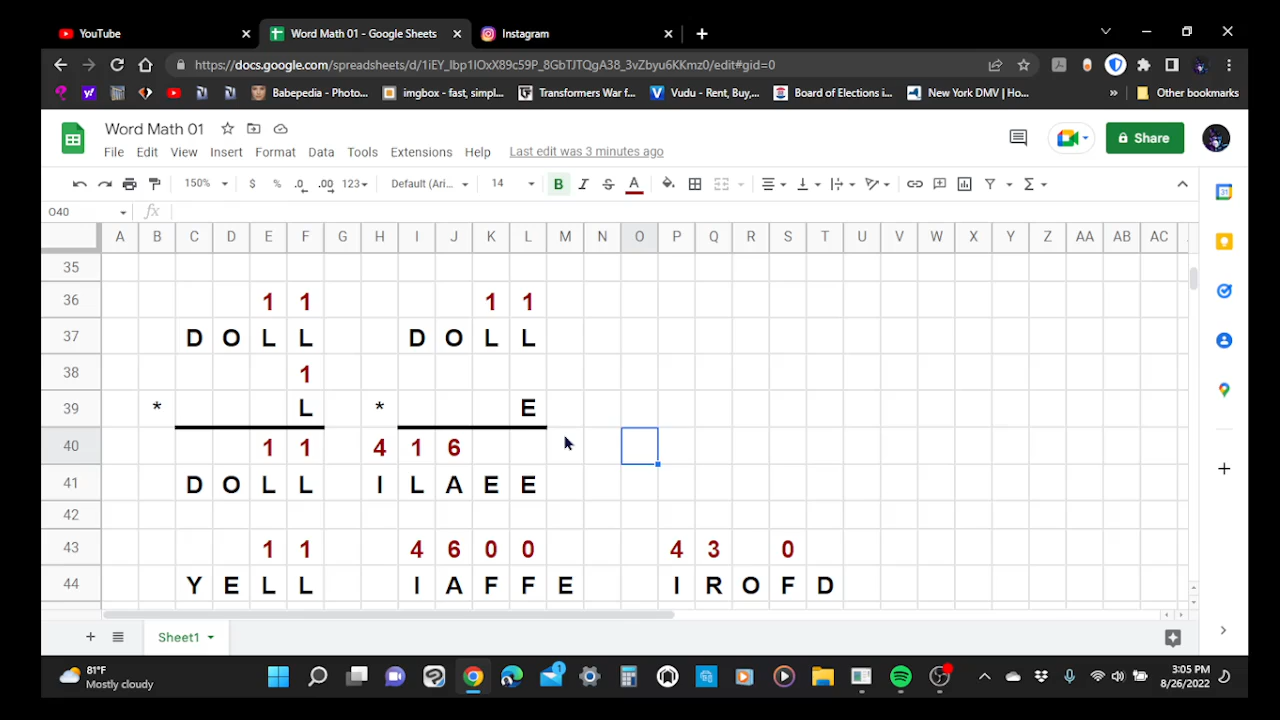 YouTube Word Math 01 - Google Sheets Instagram
https://docs.google.com/spreadsheets/d/1iEY_Ibp1IOxX89c59P_8GbTJTQgA38_3vZbyu6KKmz0/edit#gid=0
Babepedia - Photo... imgbox - fast, simpl... Transformers War f... Vudu - Rent, Buy,... Board of Elections i... New York DMV | Ho... » Other bookmarks
Word Math 01
Share
File Edit View Insert Format Data Tools Extensions Help Last edit was 3 minutes ago
150% $ % .0 .00 123 Default (Ari... 14 B I S A
O40 fx
A B C D E F G H I J K L M N O P Q R S T U V W X Y Z AA AB AC
35
36 1 1 1 1
37 D O L L D O L L
38 1
39 * L * E
40 1 1 4 1 6
41 D O L L I L A E E
42
43 1 1 4 6 0 0 4 3 0
44 Y E L L I A F F E I R O F D
Sheet1
81°F
Mostly cloudy
3:05 PM
8/26/2022